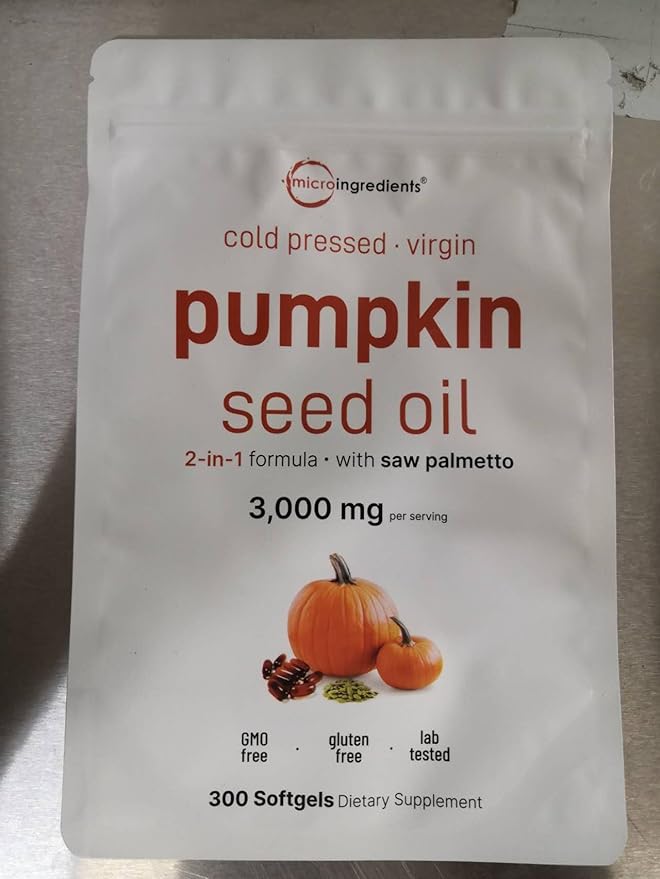 microingredients®
cold pressed · virgin
pumpkin
seed oil
2-in-1 formula · with saw palmetto
3,000 mg per serving
GMO free · gluten free · lab tested
300 Softgels Dietary Supplement